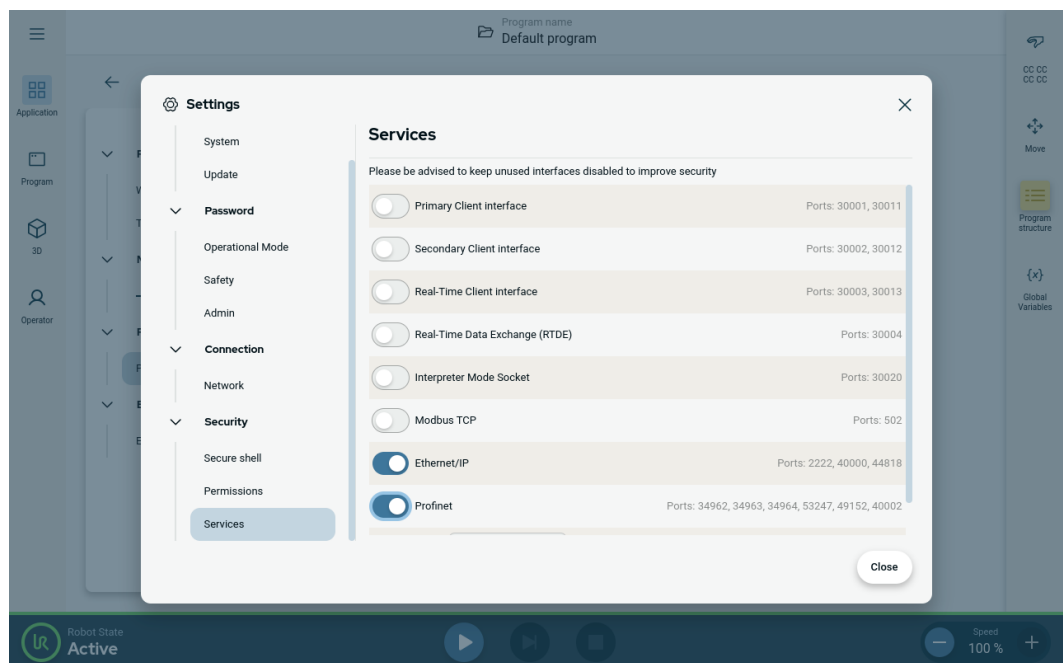 Program name
Default program
Application
Program
3D
Operator
Settings
System
Update
Password
Operational Mode
Safety
Admin
Connection
Network
Security
Secure shell
Permissions
Services
Services
Please be advised to keep unused interfaces disabled to improve security
Primary Client interface Ports: 30001, 30011
Secondary Client interface Ports: 30002, 30012
Real-Time Client interface Ports: 30003, 30013
Real-Time Data Exchange (RTDE) Ports: 30004
Interpreter Mode Socket Ports: 30020
Modbus TCP Ports: 502
Ethernet/IP Ports: 2222, 40000, 44818
Profinet Ports: 34962, 34963, 34964, 53247, 49152, 40002
Close
CC CC
CC CC
Move
Program
structure
{x}
Global
Variables
UR
Robot State
Active
Speed
100 %